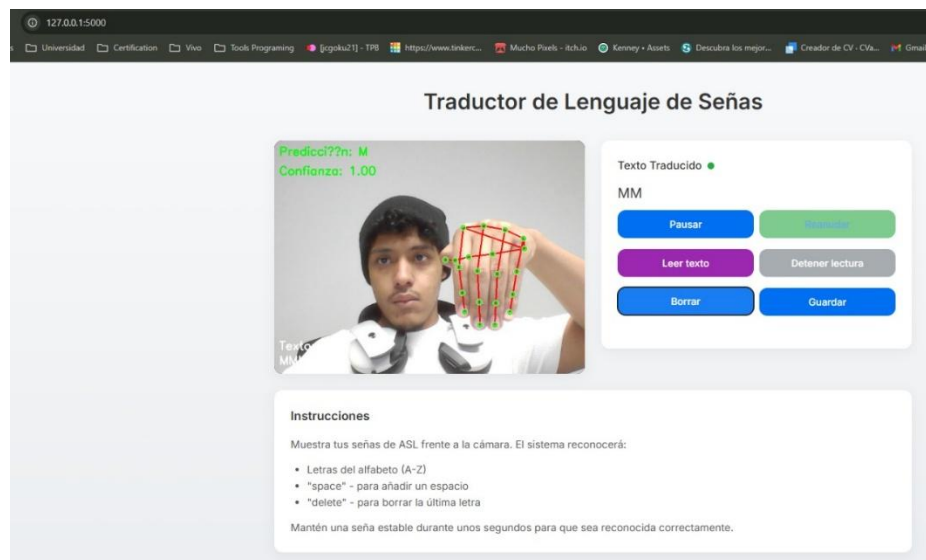 127.0.0.1:5000
Universidad Certification Vivo Tools Programing [jcgoku21] - TPB https://www.tinkerc... Mucho Pixels - itch.io Kenney • Assets Descubra los mejor... Creador de CV - CVa... Gmail
Traductor de Lenguaje de Señas
Predicci??n: M
Confianza: 1.00
Texto Traducido
MM
Pausar
Leer texto Detener lectura
Borrar Guardar
Instrucciones
Muestra tus señas de ASL frente a la cámara. El sistema reconocerá:
• Letras del alfabeto (A-Z)
• "space" - para añadir un espacio
• "delete" - para borrar la última letra
Mantén una seña estable durante unos segundos para que sea reconocida correctamente.